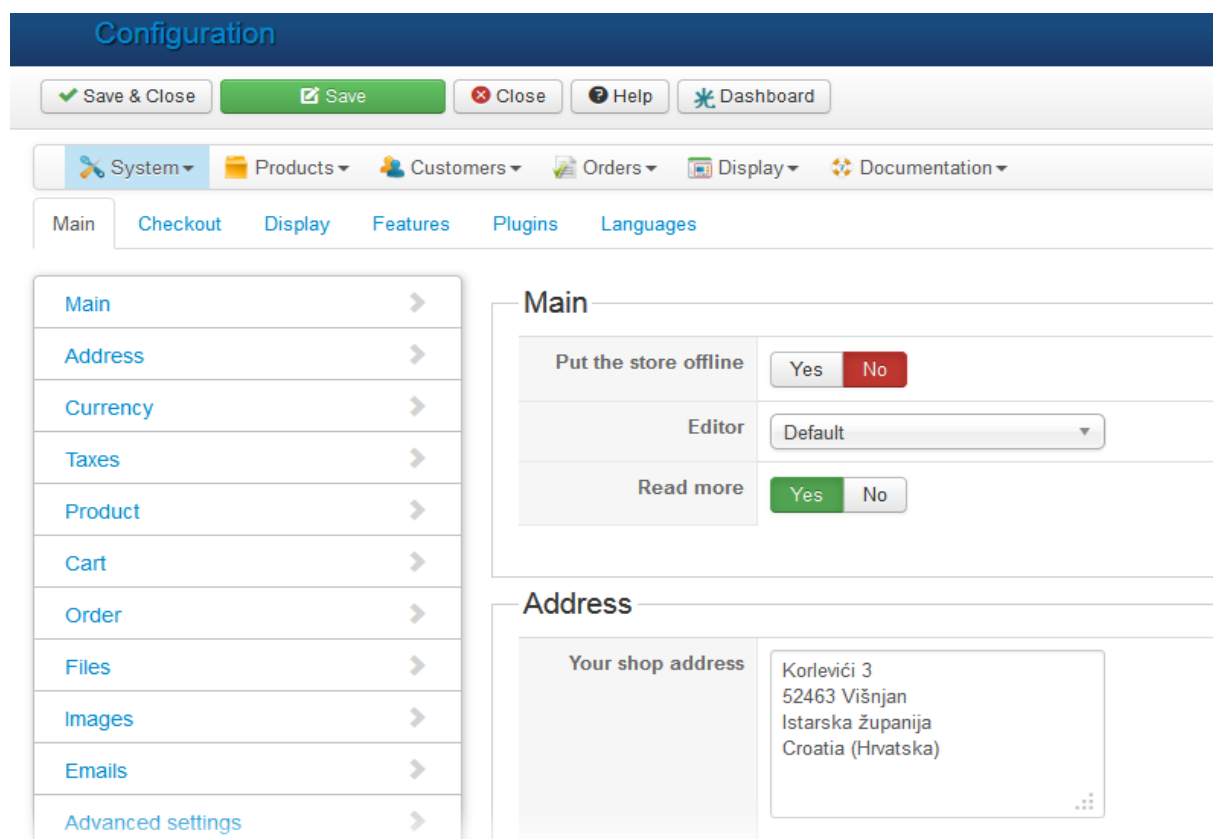 Configuration
Save & Close Save Close Help Dashboard
System Products Customers Orders Display Documentation
Main Checkout Display Features Plugins Languages
Main
Address
Currency
Taxes
Product
Cart
Order
Files
Images
Emails
Advanced settings
Main
Put the store offline Yes No
Editor Default
Read more Yes No
Address
Your shop address
Korlevići 3
52463 Višnjan
Istarska županija
Croatia (Hrvatska)